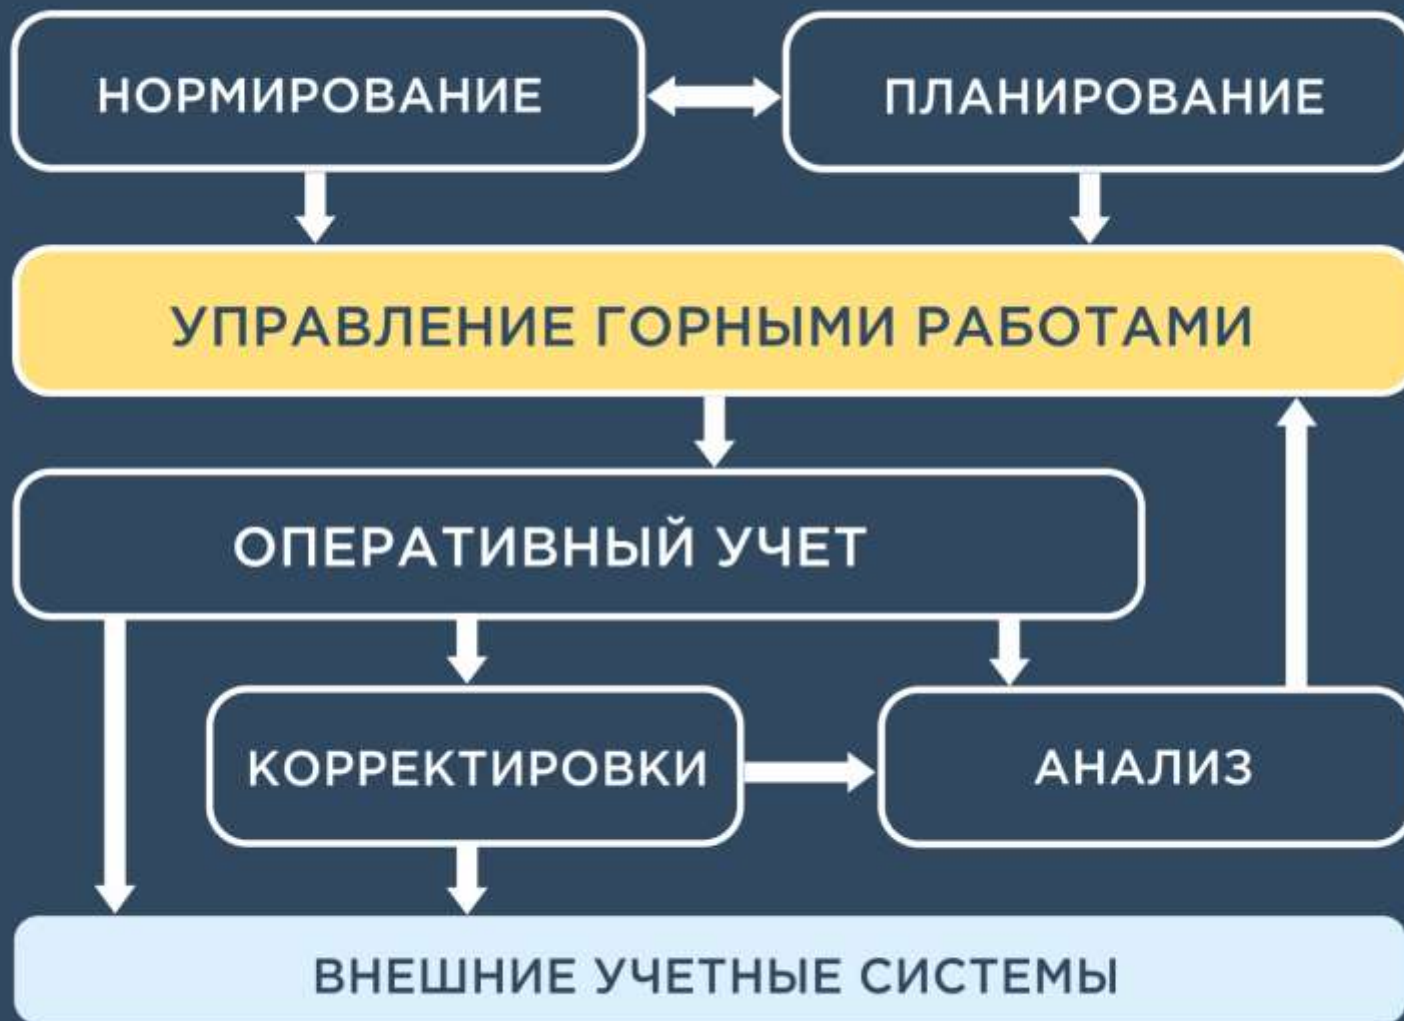 НОРМИРОВАНИЕ
ПЛАНИРОВАНИЕ
УПРАВЛЕНИЕ ГОРНЫМИ РАБОТАМИ
ОПЕРАТИВНЫЙ УЧЕТ
КОРРЕКТИРОВКИ
АНАЛИЗ
ВНЕШНИЕ УЧЕТНЫЕ СИСТЕМЫ